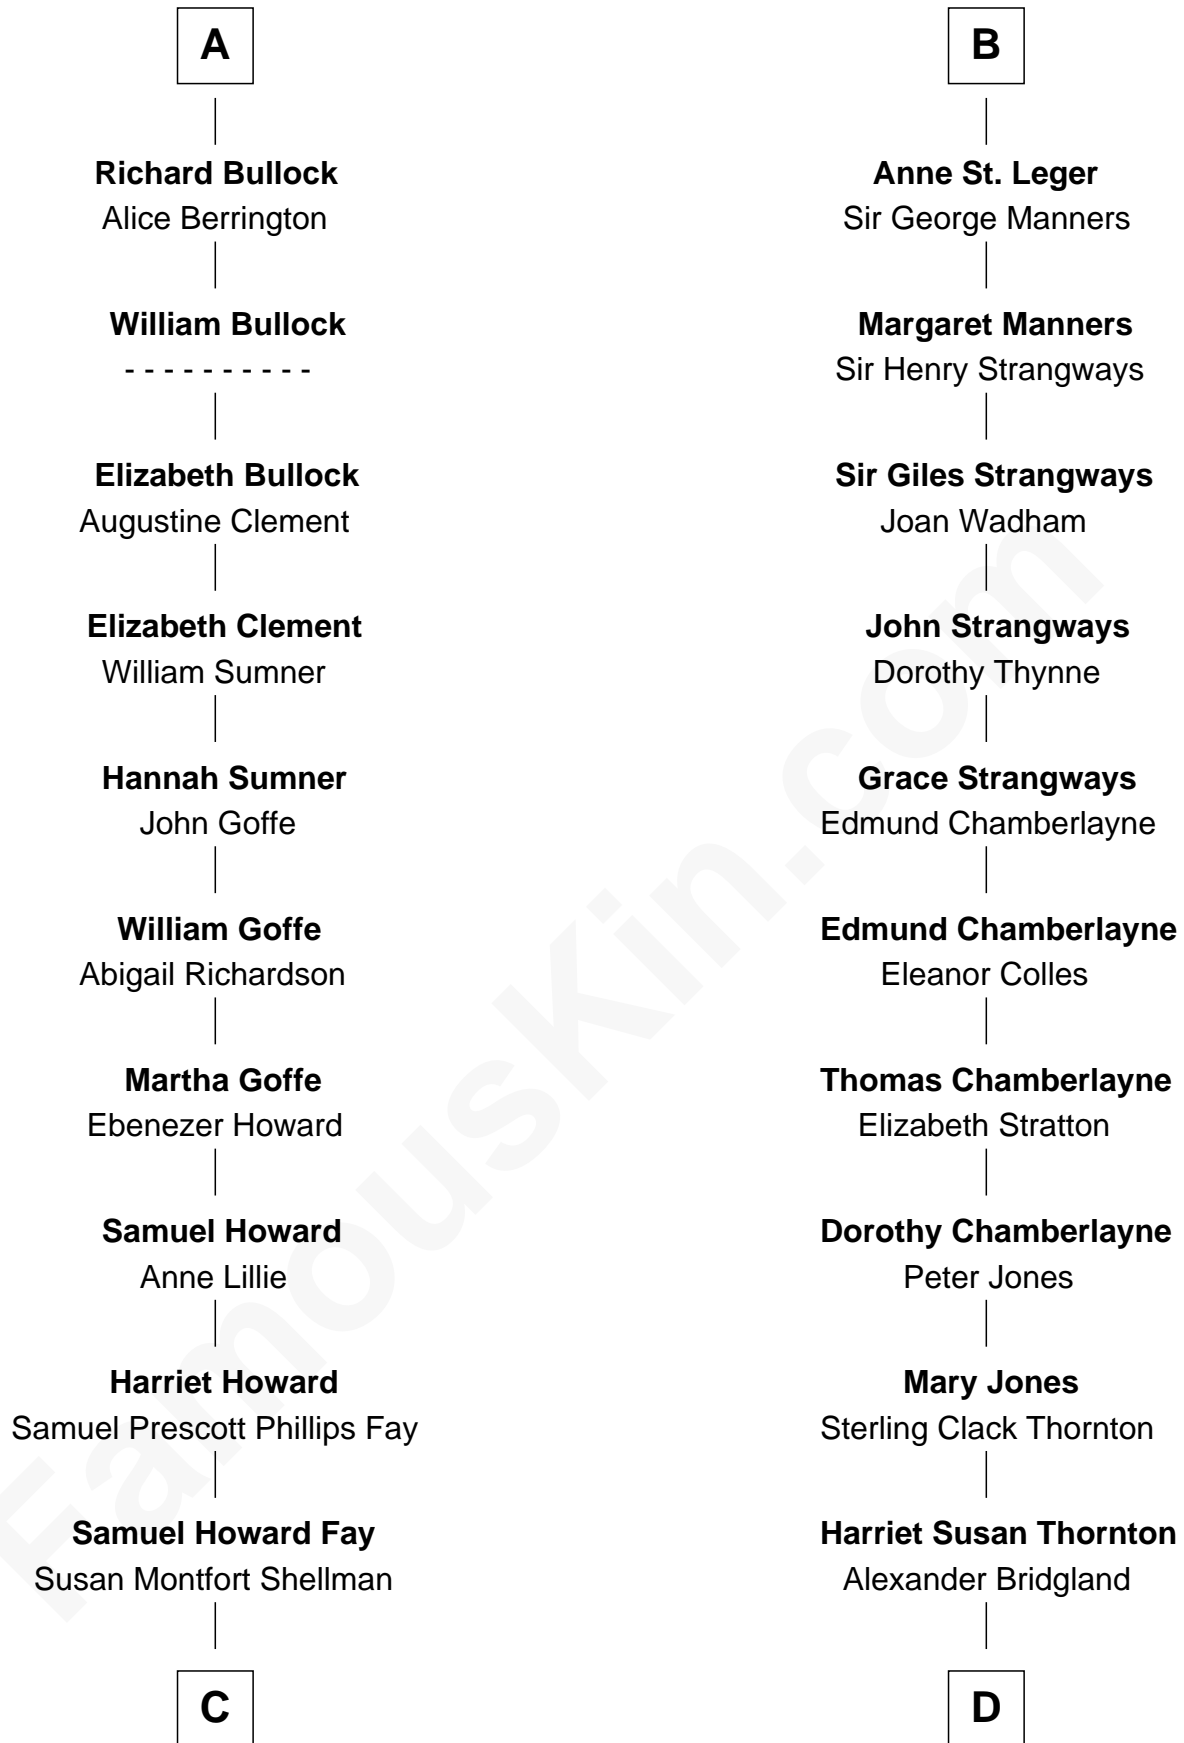 A
Richard Bullock
Alice Berrington
William Bullock
- - - - - - - - - -
Elizabeth Bullock
Augustine Clement
Elizabeth Clement
William Sumner
Hannah Sumner
John Goffe
William Goffe
Abigail Richardson
Martha Goffe
Ebenezer Howard
Samuel Howard
Anne Lillie
Harriet Howard
Samuel Prescott Phillips Fay
Samuel Howard Fay
Susan Montfort Shellman
C
B
Anne St. Leger
Sir George Manners
Margaret Manners
Sir Henry Strangways
Sir Giles Strangways
Joan Wadham
John Strangways
Dorothy Thynne
Grace Strangways
Edmund Chamberlayne
Edmund Chamberlayne
Eleanor Colles
Thomas Chamberlayne
Elizabeth Stratton
Dorothy Chamberlayne
Peter Jones
Mary Jones
Sterling Clack Thornton
Harriet Susan Thornton
Alexander Bridgland
D
FamousKin.com